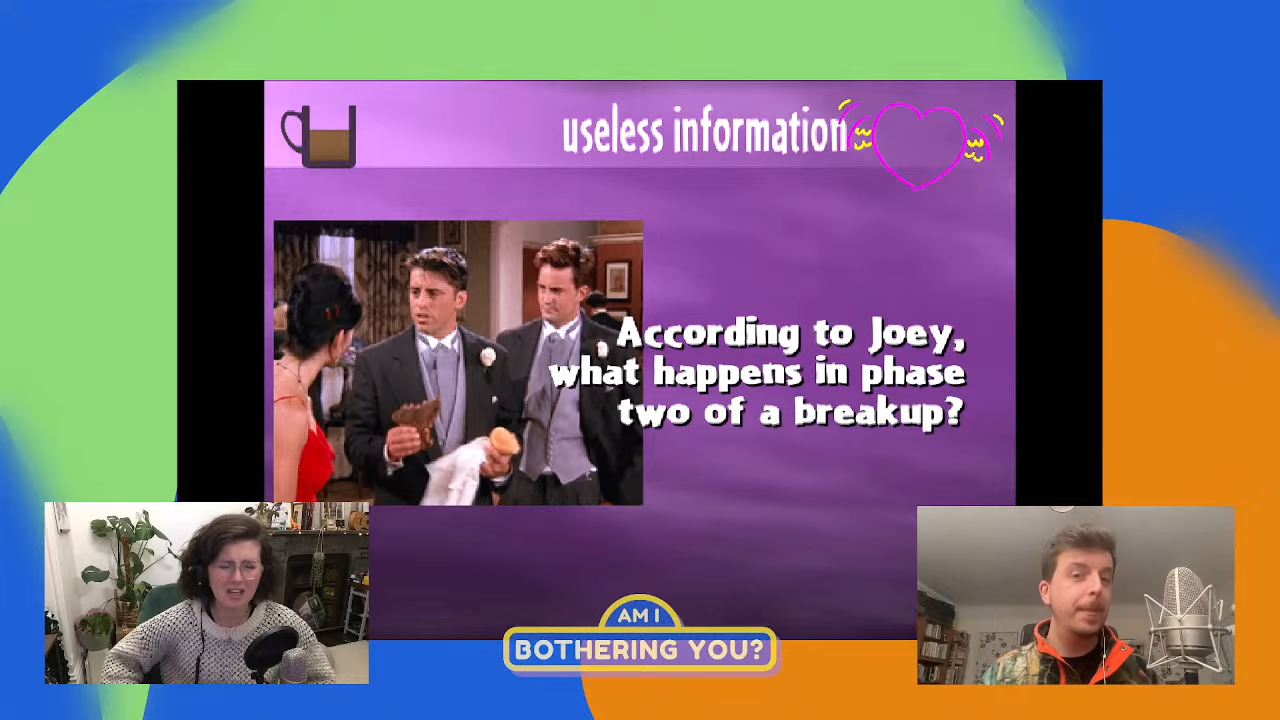 useless information
According to Joey,
what happens in phase
two of a breakup?
AM I
BOTHERING YOU?